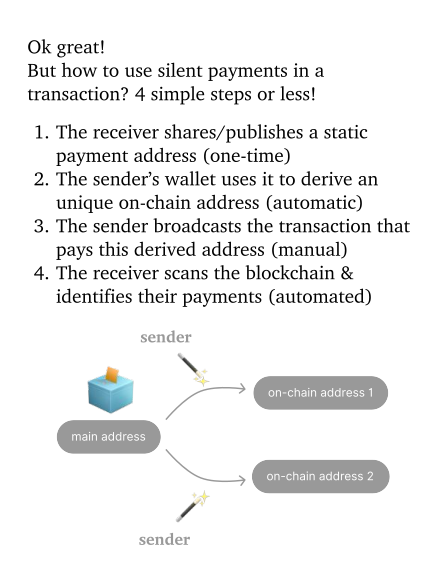 Ok great!
But how to use silent payments in a
transaction? 4 simple steps or less!
1. The receiver shares/publishes a static
payment address (one-time)
2. The sender's wallet uses it to derive an
unique on-chain address (automatic)
3. The sender broadcasts the transaction that
pays this derived address (manual)
4. The receiver scans the blockchain &
identifies their payments (automated)
sender
on-chain address 1
main address
on-chain address 2
sender